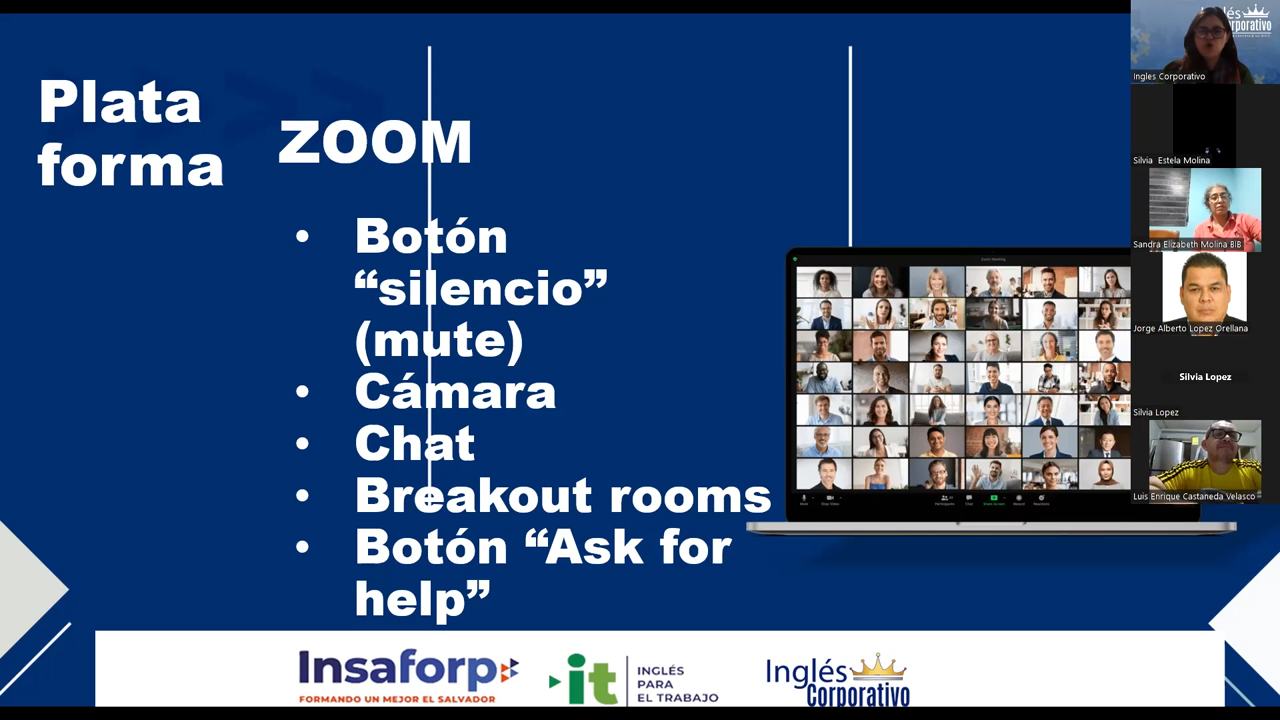 Plata
forma
ZOOM
• Botón
“silencio”
(mute)
• Cámara
• Chat
• Breakout rooms
• Botón “Ask for
help”
Zoom Meeting
Insaforp
FORMANDO UN MEJOR EL SALVADOR
it
INGLÉS
PARA
EL TRABAJO
Inglés
Corporativo
Ingles Corporativo
Silvia Estela Molina
Sandra Elizabeth Molina BIB
Jorge Alberto Lopez Orellana
Silvia Lopez
Silvia Lopez
Luis Enrique Castaneda Velasco